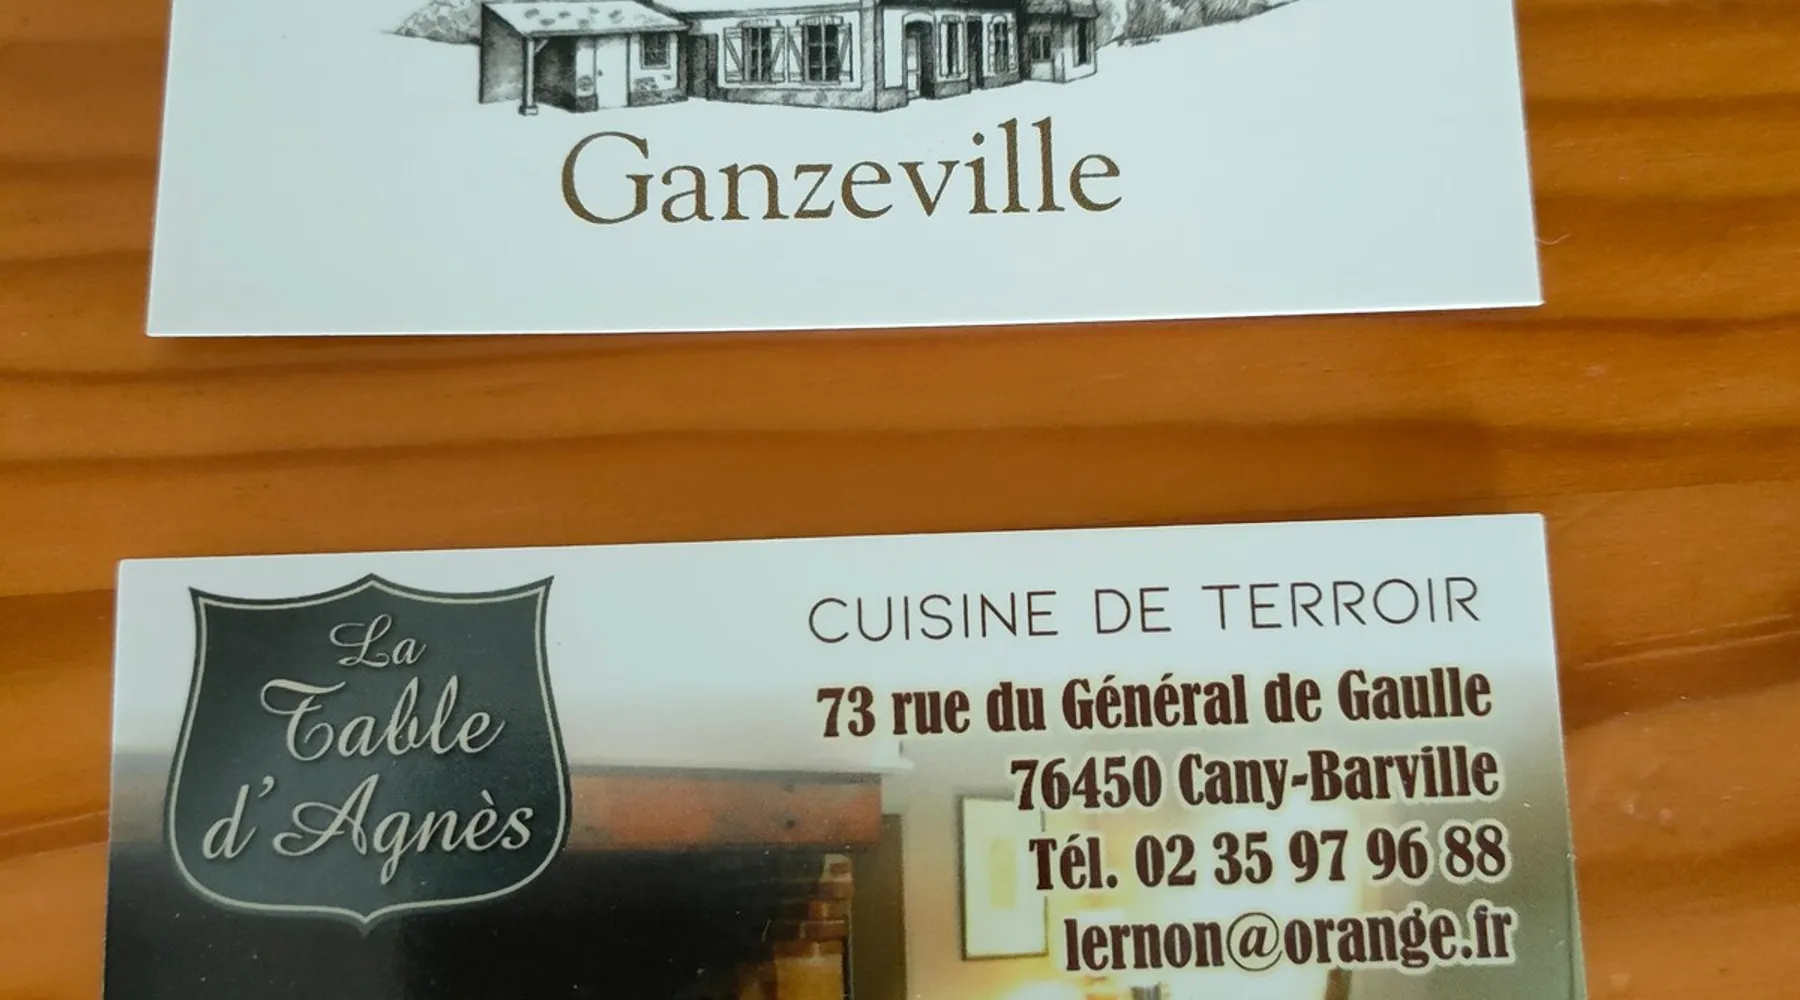 Ganzeville
La
Table
d'Agnès
CUISINE DE TERROIR
73 rue du Général de Gaulle
76450 Cany-Barville
Tél. 02 35 97 96 88
lernon@orange.fr